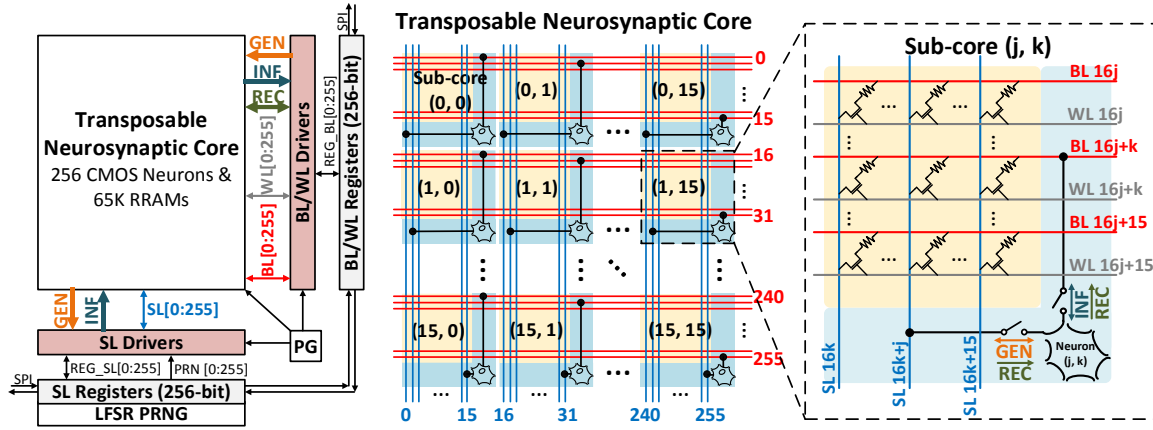 SPI
GEN
INF
REC
Transposable
Neurosynaptic Core
256 CMOS Neurons &
65K RRAMs
WL[0:255]
BL[0:255]
BL/WL Drivers
REG_BL[0:255]
BL/WL Registers (256-bit)
GEN
INF
SL[0:255]
SL Drivers
PG
REG_SL[0:255]
PRN [0:255]
SPI
SL Registers (256-bit)
LFSR PRNG
Transposable Neurosynaptic Core
Sub-core
(0, 0)
(0, 1)
(0, 15)
0
⋮
15
...
16
(1, 0)
(1, 1)
(1, 15)
⋮
31
...
240
(15, 0)
(15, 1)
(15, 15)
⋮
255
...
... ... ...
0 15 16 31 240 255
...
Sub-core (j, k)
BL 16j
... ...
WL 16j
BL 16j+k
... ...
WL 16j+k
BL 16j+15
... ...
WL 16j+15
INF
REC
GEN
REC
Neuron
(j, k)
SL 16k
SL 16k+j
SL 16k+15